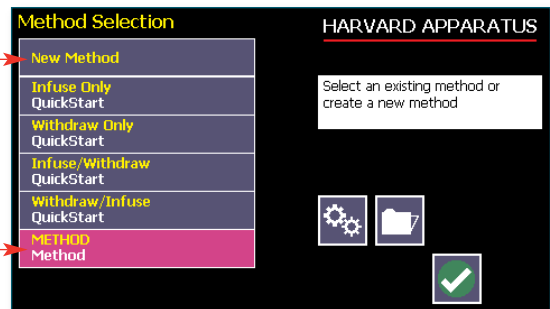 Method Selection
HARVARD APPARATUS
New Method
Infuse Only
QuickStart
Withdraw Only
QuickStart
Infuse/Withdraw
QuickStart
Withdraw/Infuse
QuickStart
METHOD
Method
Select an existing method or
create a new method